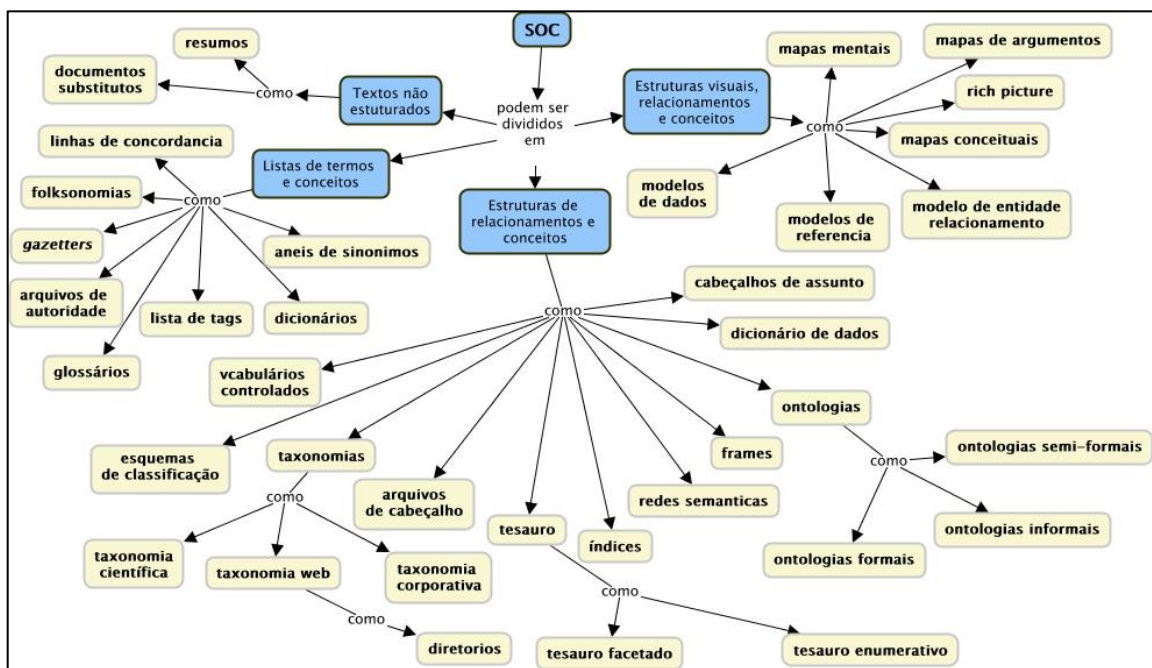 SOC
podem ser
divididos
em
Textos não
estuturados
como
resumos
documentos
substitutos
Listas de termos
e conceitos
como
linhas de concordancia
folksonomias
gazetters
arquivos de
autoridade
glossários
lista de tags
dicionários
aneis de sinonimos
Estruturas visuais,
relacionamentos
e conceitos
como
mapas mentais
mapas de argumentos
rich picture
mapas conceituais
modelo de entidade
relacionamento
modelos de
referencia
modelos
de dados
Estruturas de
relacionamentos e
conceitos
como
cabeçalhos de assunto
dicionário de dados
vcabulários
controlados
esquemas
de classificação
taxonomias
como
taxonomia
científica
taxonomia web
taxonomia
corporativa
como
diretorios
arquivos
de cabeçalho
tesauro
como
tesauro facetado
tesauro enumerativo
índices
redes semanticas
frames
ontologias
como
ontologias semi-formais
ontologias informais
ontologias formais